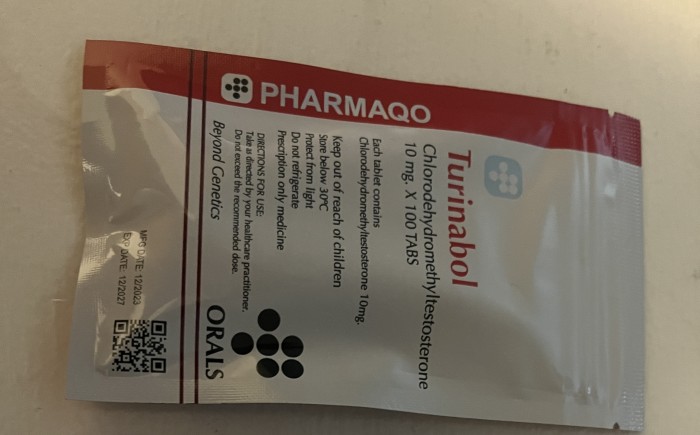 PHARMAQO
Turinabol
Chlorodehydromethyltestosterone
10 mg. X 100 TABS
Each tablet contains
Chlorodehydromethyltestosterone 10mg.
Keep out of reach of children
Store below 30ºC
Protect from light
Do not refrigerate
Prescription only medicine
DIRECTIONS FOR USE:
Take as directed by your healthcare practitioner.
Do not exceed the recommended dose.
Beyond Genetics
ORALS
MFG DATE: 12/2023
EXP DATE: 12/2027